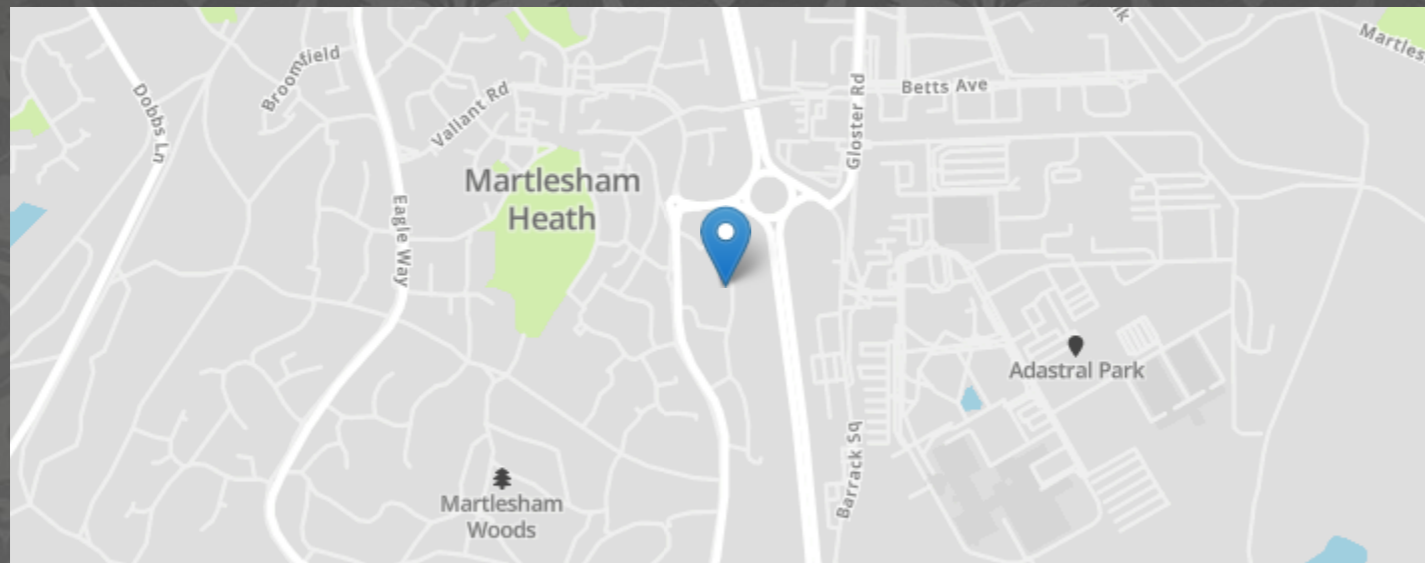 Martles
Broomfield
Dobbs Ln
Vallant Rd
Betts Ave
Gloster Rd
Martlesham
Heath
Eagle Way
Adastral Park
Barrack Sq
Martlesham
Woods